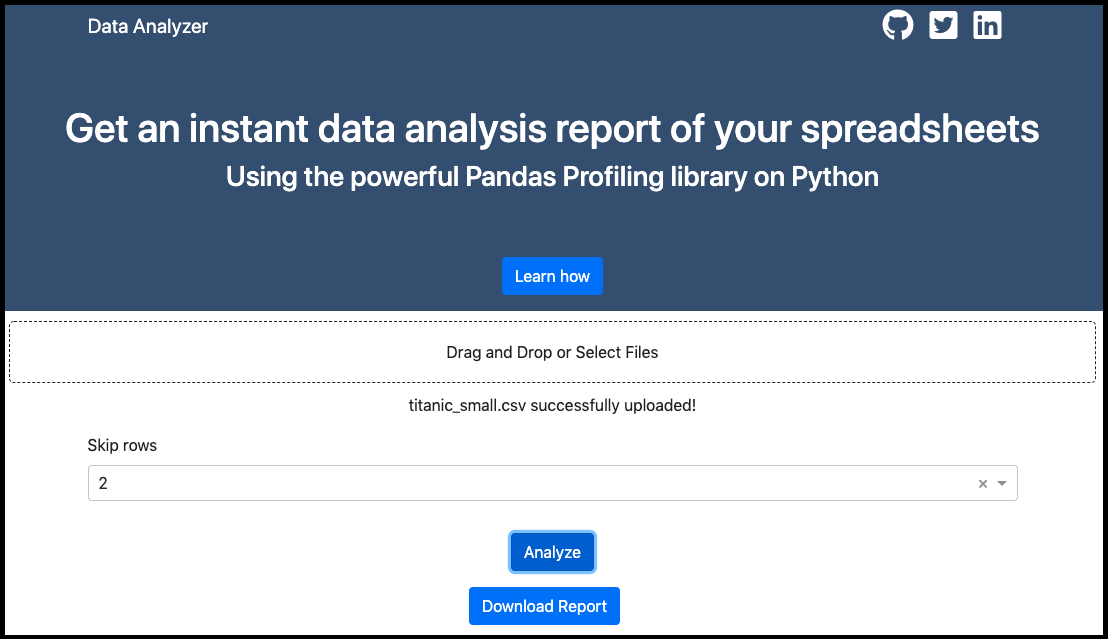 Data Analyzer
Get an instant data analysis report of your spreadsheets
Using the powerful Pandas Profiling library on Python
Learn how
Drag and Drop or Select Files
titanic_small.csv successfully uploaded!
Skip rows
2 ×
Analyze
Download Report